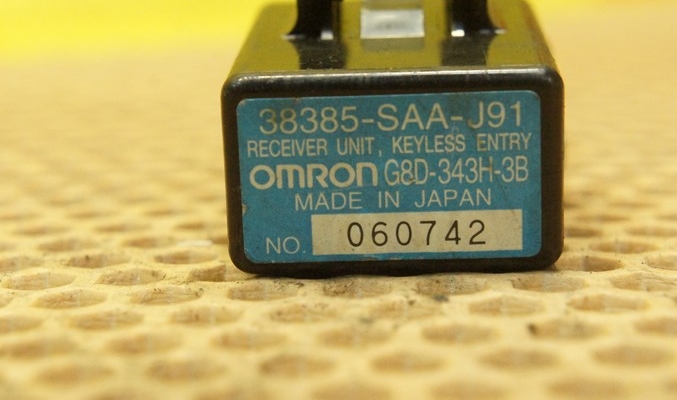 38385-SAA-J91
RECEIVER UNIT, KEYLESS ENTRY
OMRON G8D-343H-3B
MADE IN JAPAN
NO. 060742